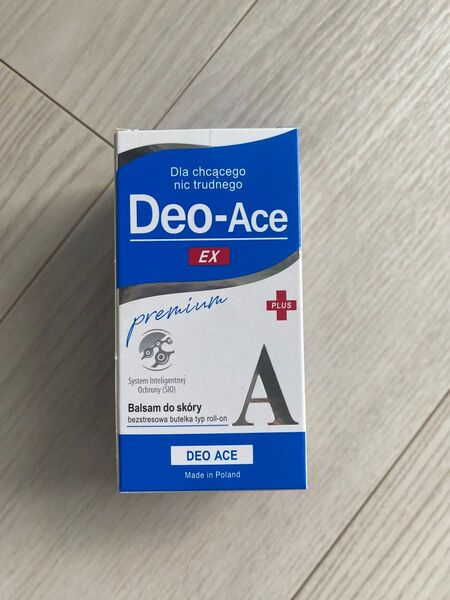 Dla chcącego
nic trudnego
Deo-Ace
EX
premium
PLUS
System Inteligentnej
Ochrony (SIO)
A
Balsam do skóry
bezstresowa butelka typ roll-on
DEO ACE
Made in Poland